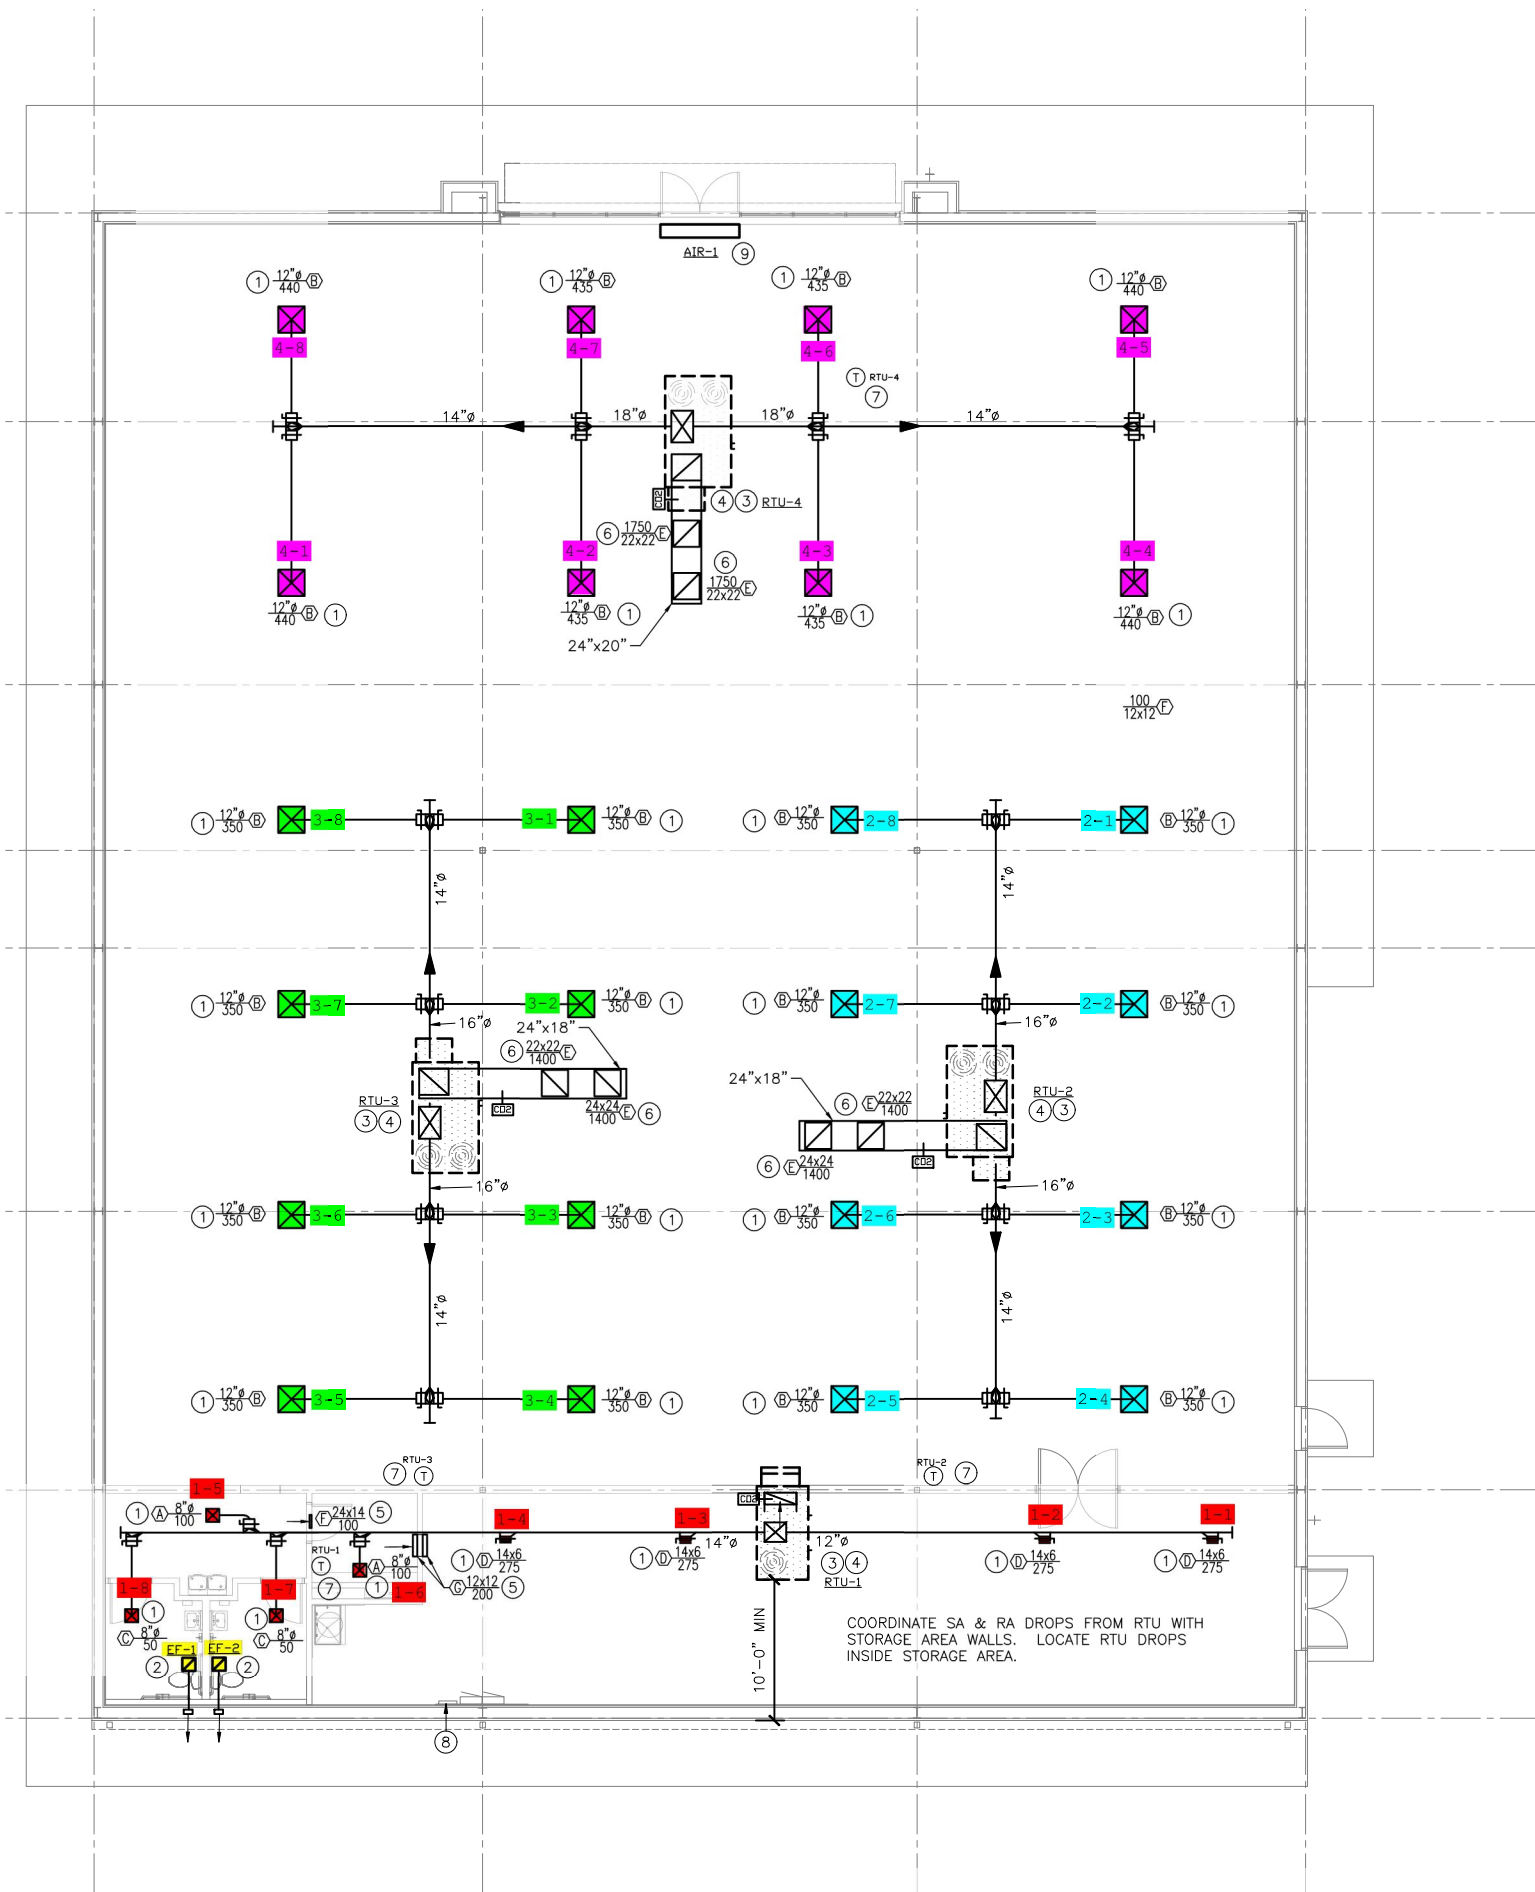 AIR-1 9
1 12"ø B
440
1 12"ø B
435
1 12"ø B
435
1 12"ø B
440
4-8
4-7
4-6
4-5
T RTU-4
7
14"ø
18"ø
18"ø
14"ø
CO2
4 3 RTU-4
6 1750 E
22x22
4-1
4-2
4-3
4-4
6
1750 E
22x22
12"ø B 1
440
12"ø B 1
435
12"ø B 1
435
12"ø B 1
440
24"x20"
100 F
12x12
1 12"ø B
350
3-8
3-1
12"ø B 1
350
1 B 12"ø
350
2-8
2-1
B 12"ø 1
350
14"ø
14"ø
1 12"ø B
350
3-7
3-2
12"ø B 1
350
1 B 12"ø
350
2-7
2-2
B 12"ø 1
350
16"ø
24"x18"
16"ø
6 22x22 E
1400
24"x18"
RTU-3
3 4
CO2
24x24 E 6
1400
6 E 22x22
1400
RTU-2
4 3
CO2
6 E 24x24
1400
16"ø
16"ø
1 12"ø B
350
3-6
3-3
12"ø B 1
350
1 B 12"ø
350
2-6
2-3
B 12"ø 1
350
14"ø
14"ø
1 12"ø B
350
3-5
3-4
12"ø B 1
350
1 B 12"ø
350
2-5
2-4
B 12"ø 1
350
RTU-3
7 T
RTU-2
T 7
1-5
1 A 8"ø
100
F 24x14 5
100
1-4
1-3
CO2
1-2
1-1
14"ø
12"ø
RTU-1
T
7
A 8"ø
100
1
1-6
G 12x12 5
200
1 D 14x6
275
1 D 14x6
275
3 4
RTU-1
1 D 14x6
275
1 D 14x6
275
1-8
1-7
1
1
C 8"ø
50
C 8"ø
50
EF-1
EF-2
2
2
10'-0" MIN
COORDINATE SA & RA DROPS FROM RTU WITH
STORAGE AREA WALLS. LOCATE RTU DROPS
INSIDE STORAGE AREA.
8